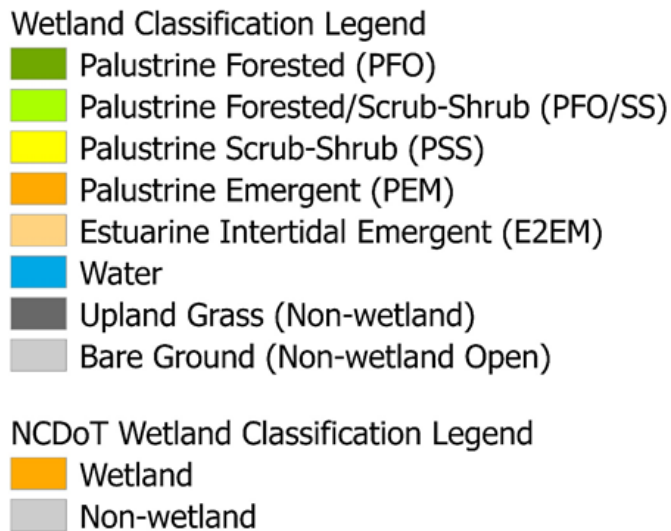 Wetland Classification Legend
Palustrine Forested (PFO)
Palustrine Forested/Scrub-Shrub (PFO/SS)
Palustrine Scrub-Shrub (PSS)
Palustrine Emergent (PEM)
Estuarine Intertidal Emergent (E2EM)
Water
Upland Grass (Non-wetland)
Bare Ground (Non-wetland Open)
NCDoT Wetland Classification Legend
Wetland
Non-wetland